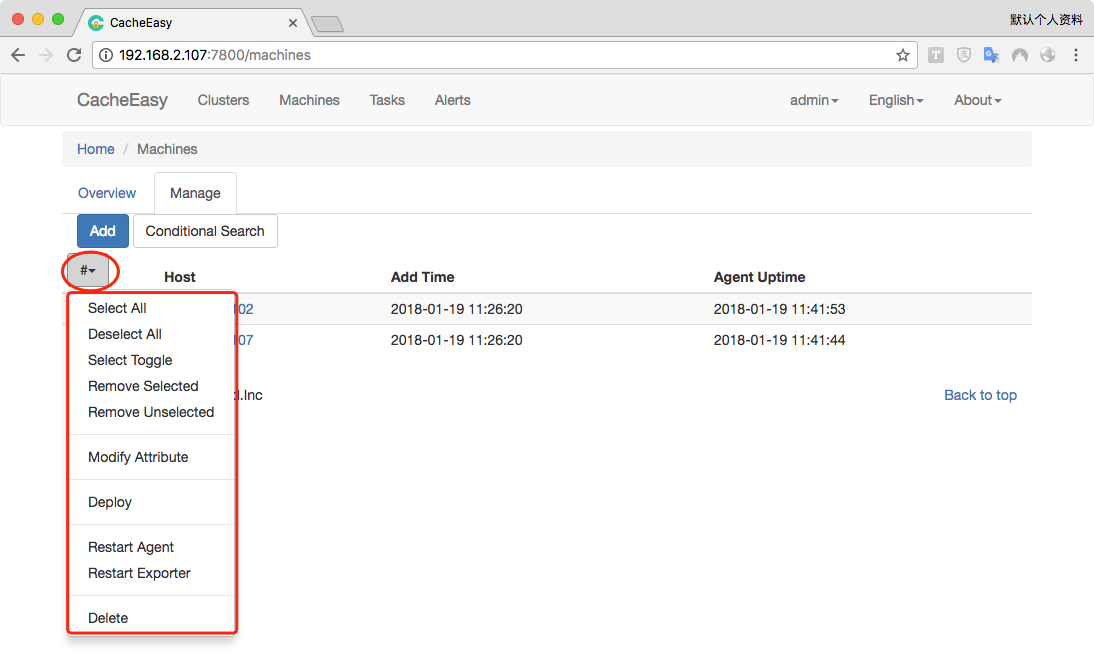 CacheEasy
默认个人资料
192.168.2.107:7800/machines
CacheEasy Clusters Machines Tasks Alerts admin English About
Home / Machines
Overview Manage
Add Conditional Search
# Host Add Time Agent Uptime
02 2018-01-19 11:26:20 2018-01-19 11:41:53
07 2018-01-19 11:26:20 2018-01-19 11:41:44
.Inc Back to top
Select All
Deselect All
Select Toggle
Remove Selected
Remove Unselected
Modify Attribute
Deploy
Restart Agent
Restart Exporter
Delete